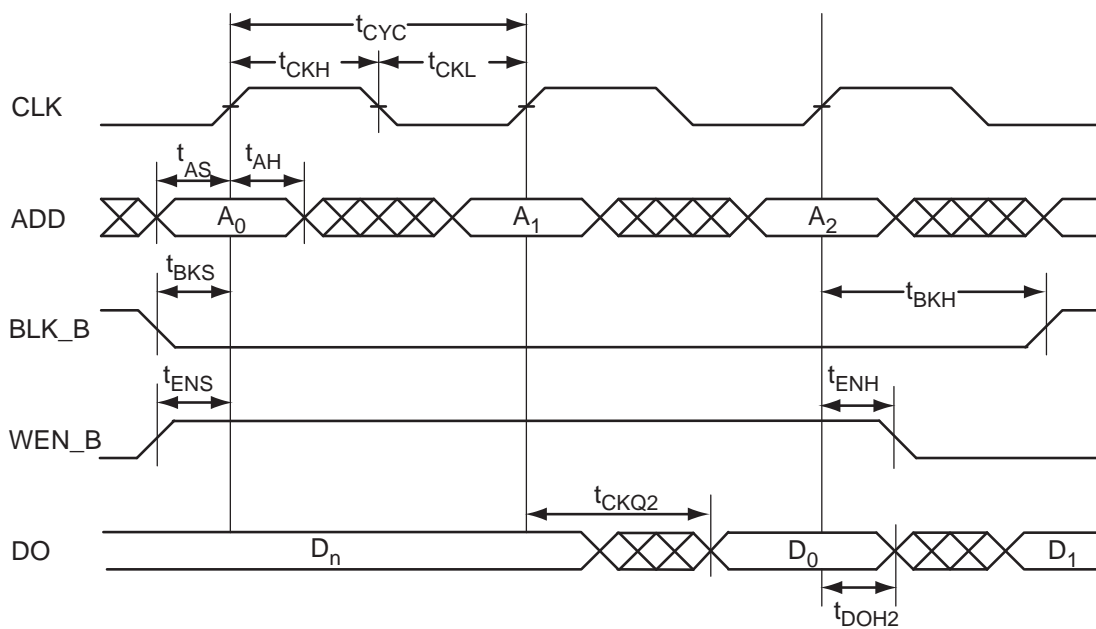 tCYC
tCKH tCKL
CLK
tAS tAH
ADD A0 A1 A2
tBKS tBKH
BLK_B
tENS tENH
WEN_B
tCKQ2
DO Dn D0 D1
tDOH2